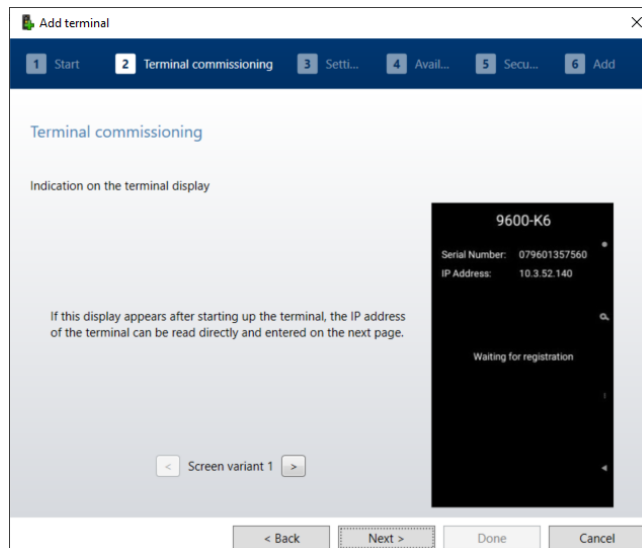 Add terminal
1 Start 2 Terminal commissioning 3 Setti... 4 Avail... 5 Secu... 6 Add
Terminal commissioning
Indication on the terminal display
9600-K6
Serial Number: 079601357560
IP Address: 10.3.52.140
If this display appears after starting up the terminal, the IP address
of the terminal can be read directly and entered on the next page.
Waiting for registration
< Screen variant 1 >
< Back Next > Done Cancel